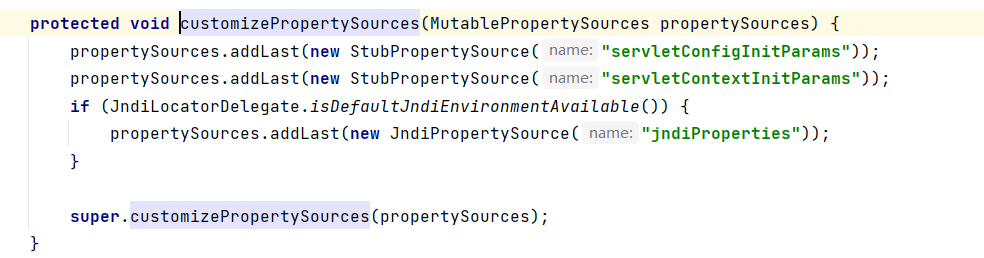 protected void customizePropertySources(MutablePropertySources propertySources) {
    propertySources.addLast(new StubPropertySource( name: "servletConfigInitParams"));
    propertySources.addLast(new StubPropertySource( name: "servletContextInitParams"));
    if (JndiLocatorDelegate.isDefaultJndiEnvironmentAvailable()) {
        propertySources.addLast(new JndiPropertySource( name: "jndiProperties"));
    }

    super.customizePropertySources(propertySources);
}